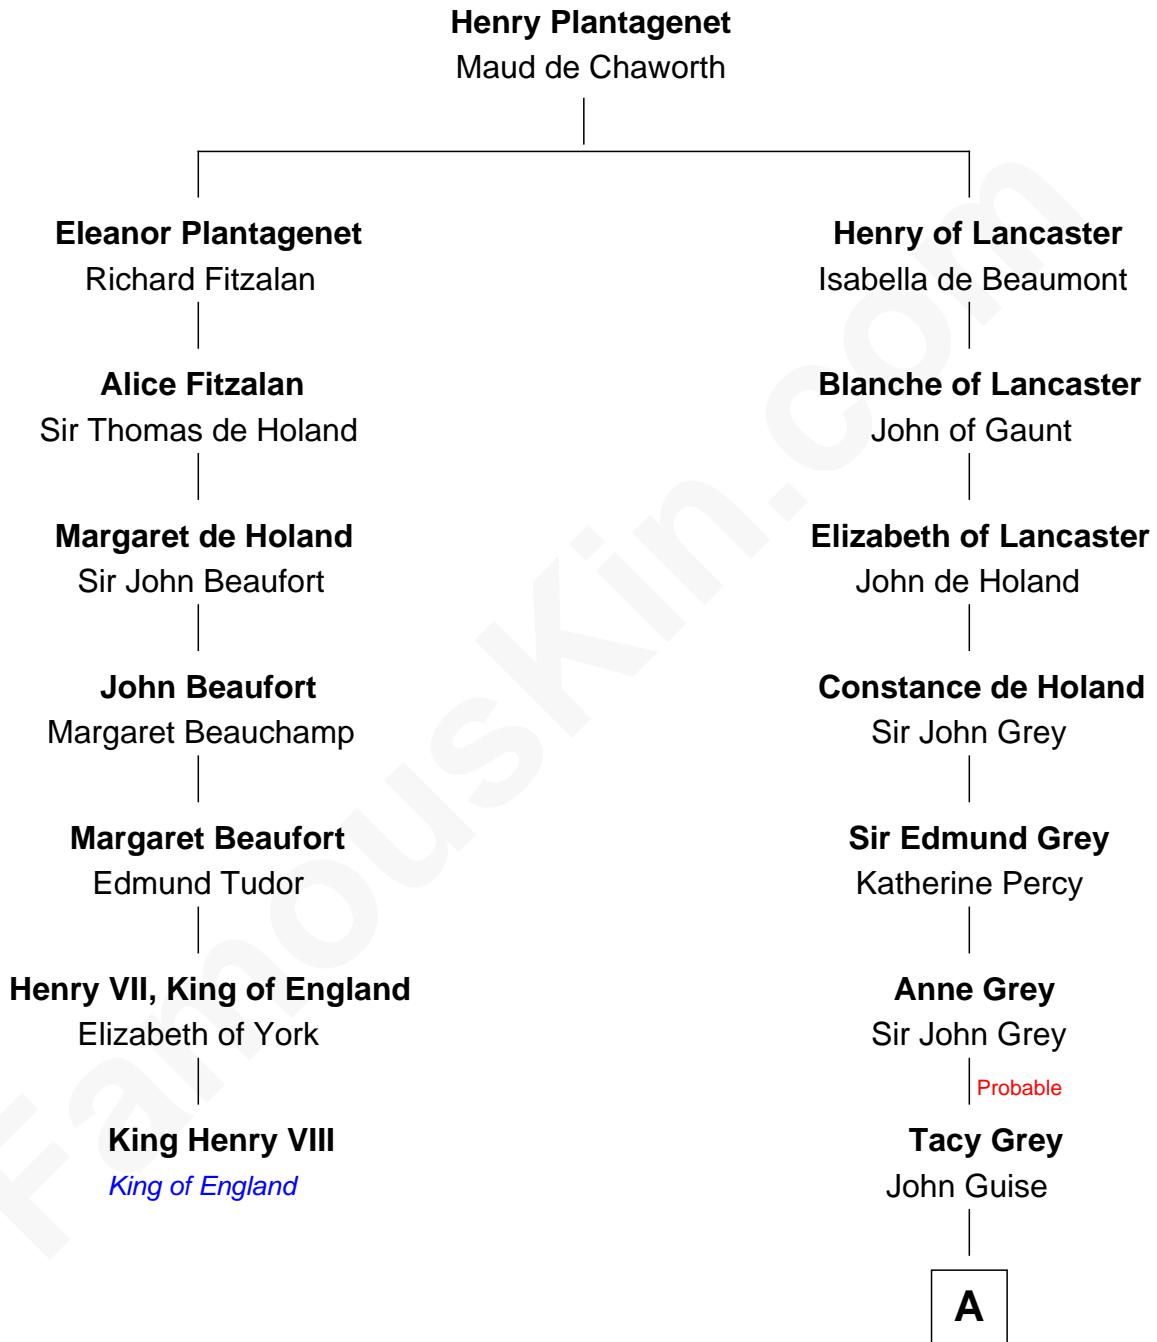 Henry Plantagenet
Maud de Chaworth
Eleanor Plantagenet
Richard Fitzalan
Alice Fitzalan
Sir Thomas de Holand
Margaret de Holand
Sir John Beaufort
John Beaufort
Margaret Beauchamp
Margaret Beaufort
Edmund Tudor
Henry VII, King of England
Elizabeth of York
King Henry VIII
King of England
Henry of Lancaster
Isabella de Beaumont
Blanche of Lancaster
John of Gaunt
Elizabeth of Lancaster
John de Holand
Constance de Holand
Sir John Grey
Sir Edmund Grey
Katherine Percy
Anne Grey
Sir John Grey
Probable
Tacy Grey
John Guise
A
FamousKin.com